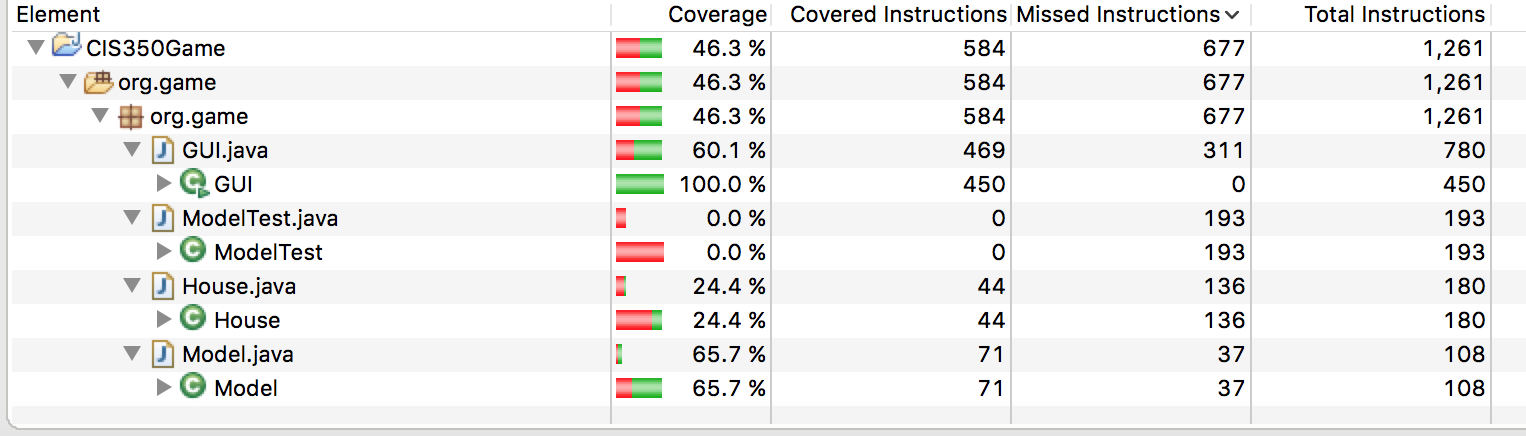 Element Coverage Covered Instructions Missed Instructions Total Instructions
CIS350Game 46.3 % 584 677 1,261
org.game 46.3 % 584 677 1,261
org.game 46.3 % 584 677 1,261
GUI.java 60.1 % 469 311 780
GUI 100.0 % 450 0 450
ModelTest.java 0.0 % 0 193 193
ModelTest 0.0 % 0 193 193
House.java 24.4 % 44 136 180
House 24.4 % 44 136 180
Model.java 65.7 % 71 37 108
Model 65.7 % 71 37 108